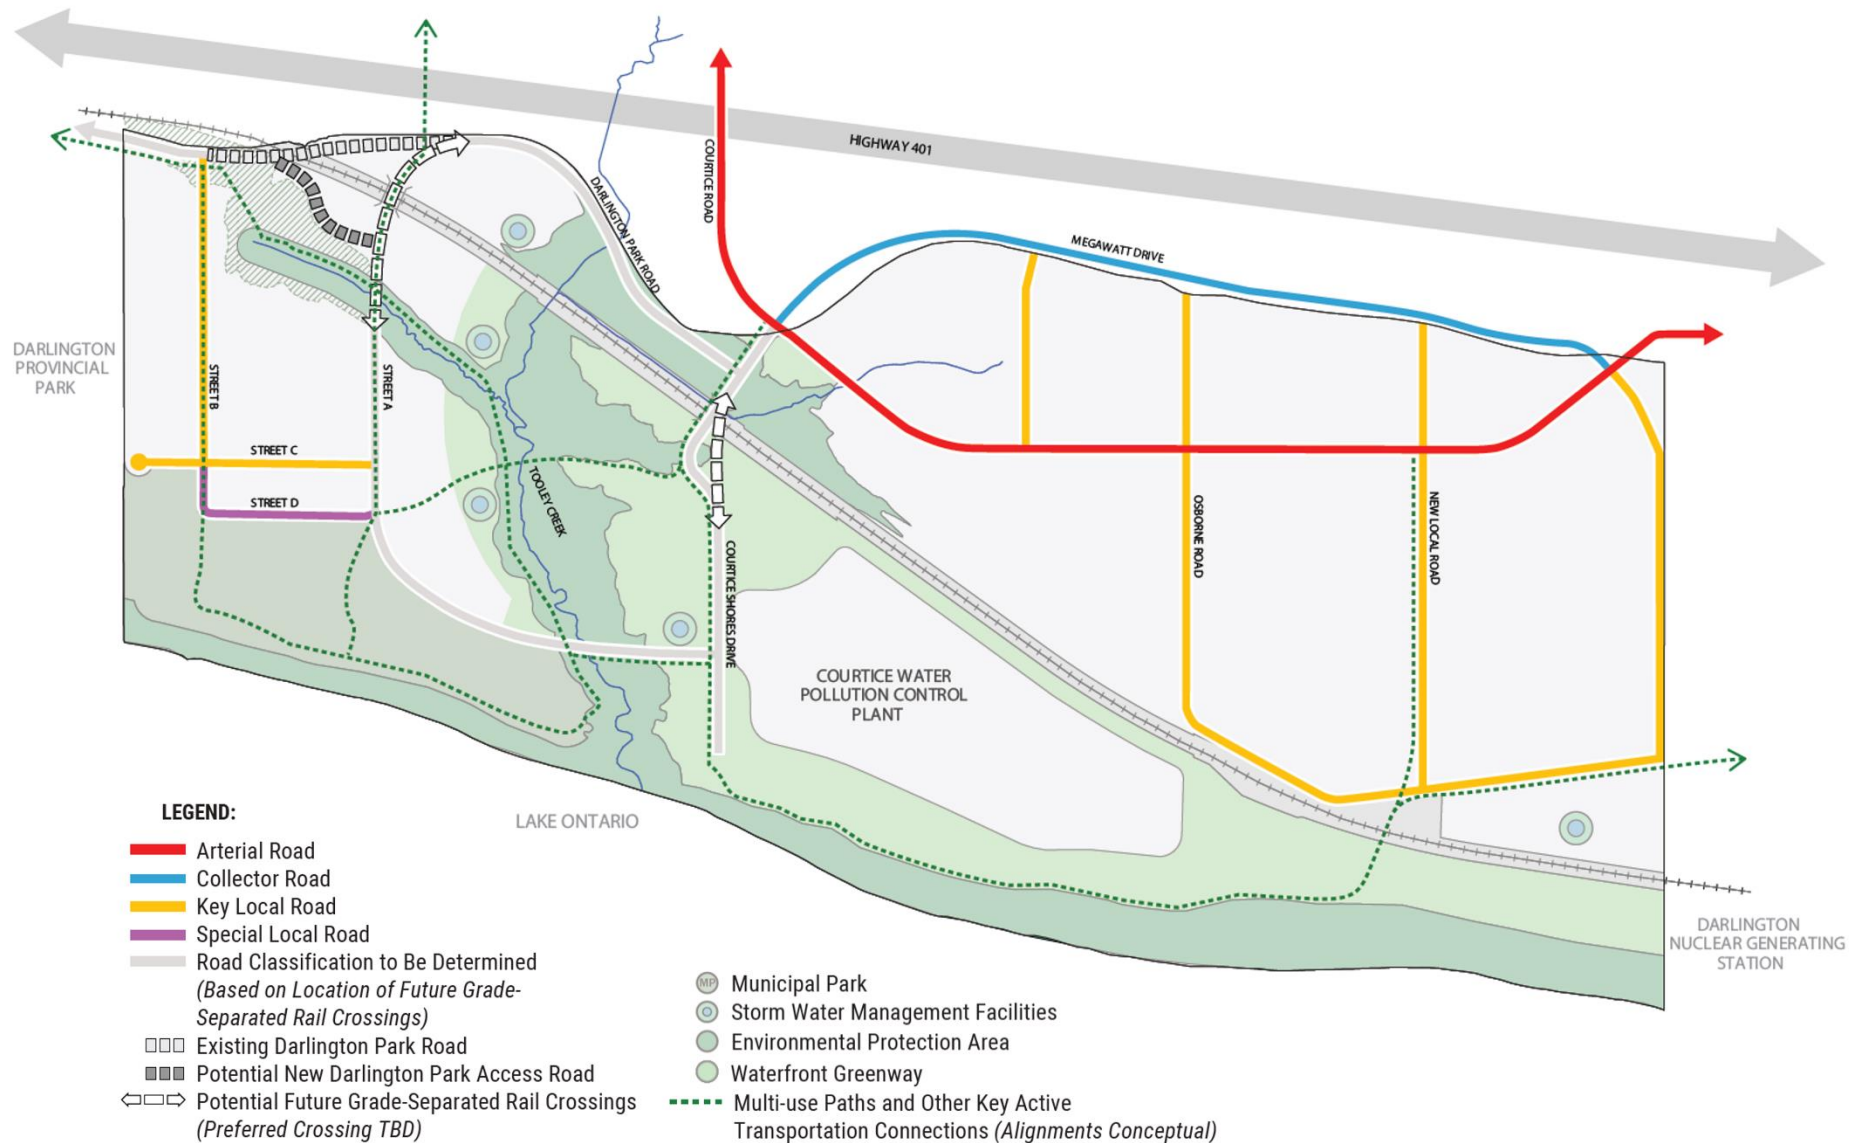 HIGHWAY 401
COURTICE ROAD
MEGAWATT DRIVE
DARLINGTON PARK ROAD
DARLINGTON
PROVINCIAL
PARK
STREET B
STREET A
STREET C
STREET D
TOOLEY CREEK
COURTICE SHORES DRIVE
OSBORNE ROAD
NEW LOCAL ROAD
COURTICE WATER
POLLUTION CONTROL
PLANT
LAKE ONTARIO
DARLINGTON
NUCLEAR GENERATING
STATION
LEGEND:
Arterial Road
Collector Road
Key Local Road
Special Local Road
Road Classification to Be Determined
(Based on Location of Future Grade-
Separated Rail Crossings)
Existing Darlington Park Road
Potential New Darlington Park Access Road
Potential Future Grade-Separated Rail Crossings
(Preferred Crossing TBD)
MP Municipal Park
Storm Water Management Facilities
Environmental Protection Area
Waterfront Greenway
Multi-use Paths and Other Key Active
Transportation Connections (Alignments Conceptual)